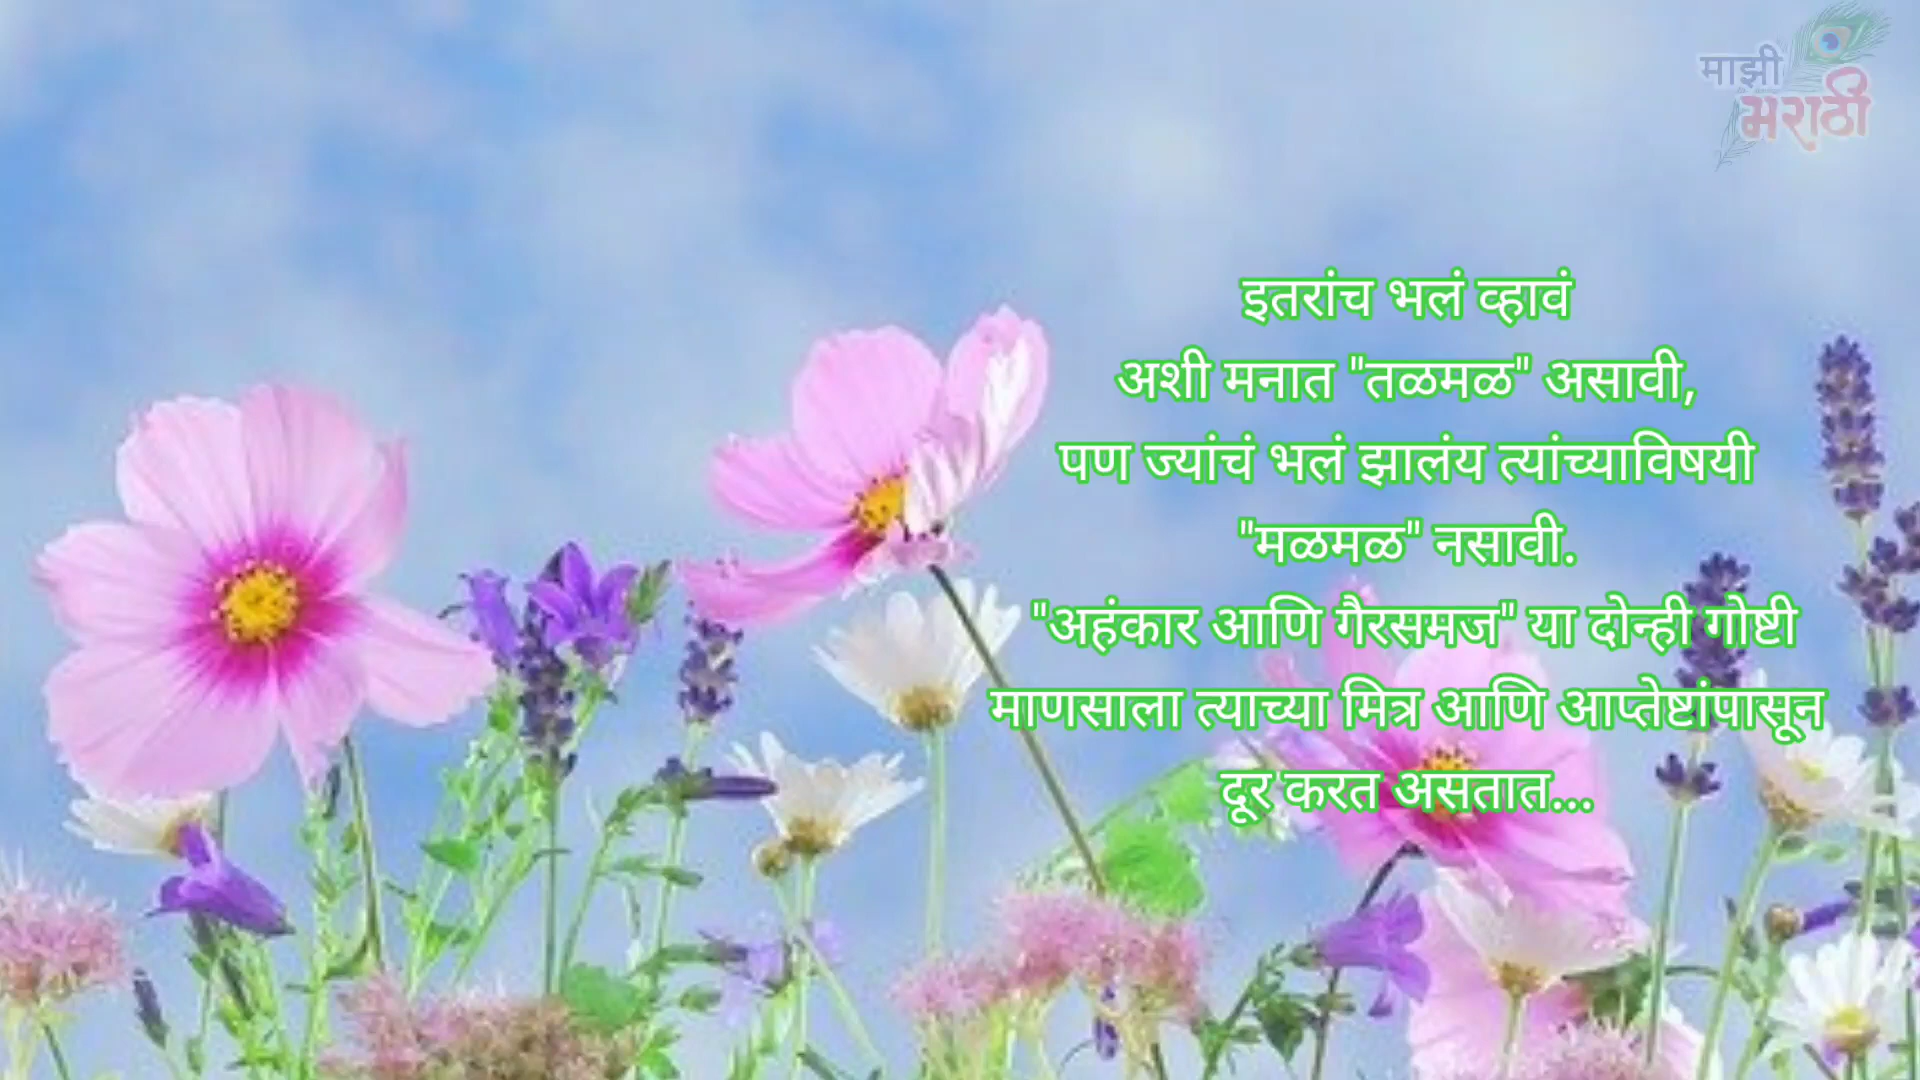 माझी
मराठी
इतरांच भलं व्हावं
अशी मनात "तळमळ" असावी,
पण ज्यांचं भलं झालंय त्यांच्याविषयी
"मळमळ" नसावी.
"अहंकार आणि गैरसमज" या दोन्ही गोष्टी
माणसाला त्याच्या मित्र आणि आप्तेष्टांपासून
दूर करत असतात...